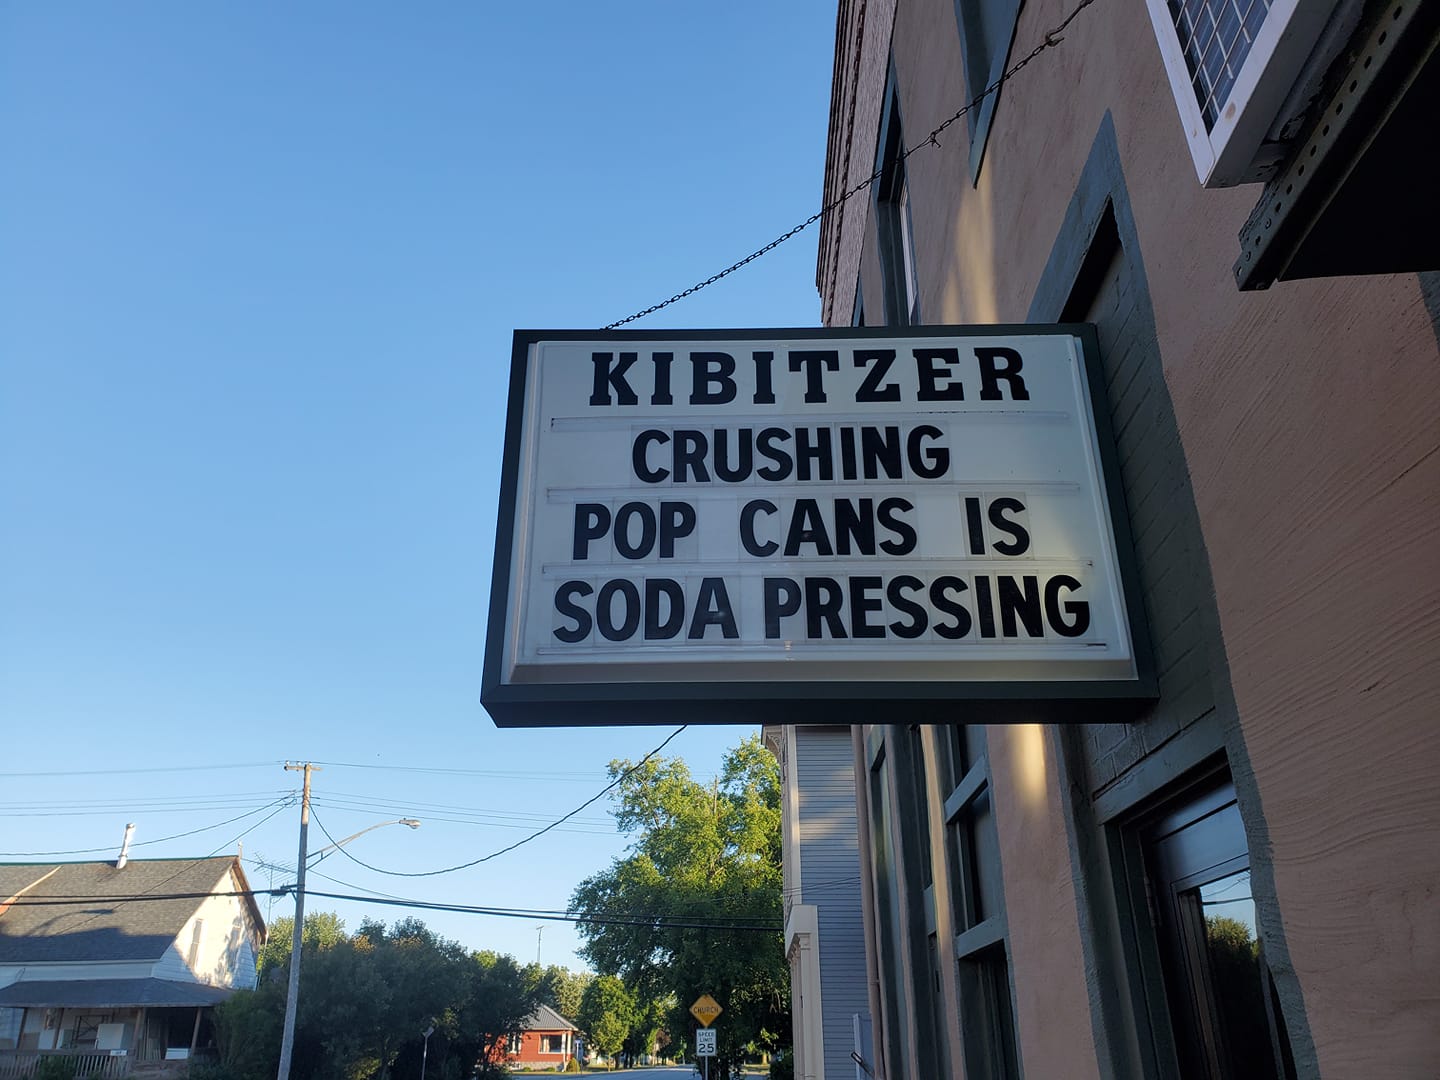 KIBITZER
CRUSHING
POP CANS IS
SODA PRESSING
CHURCH
SPEED
LIMIT
25